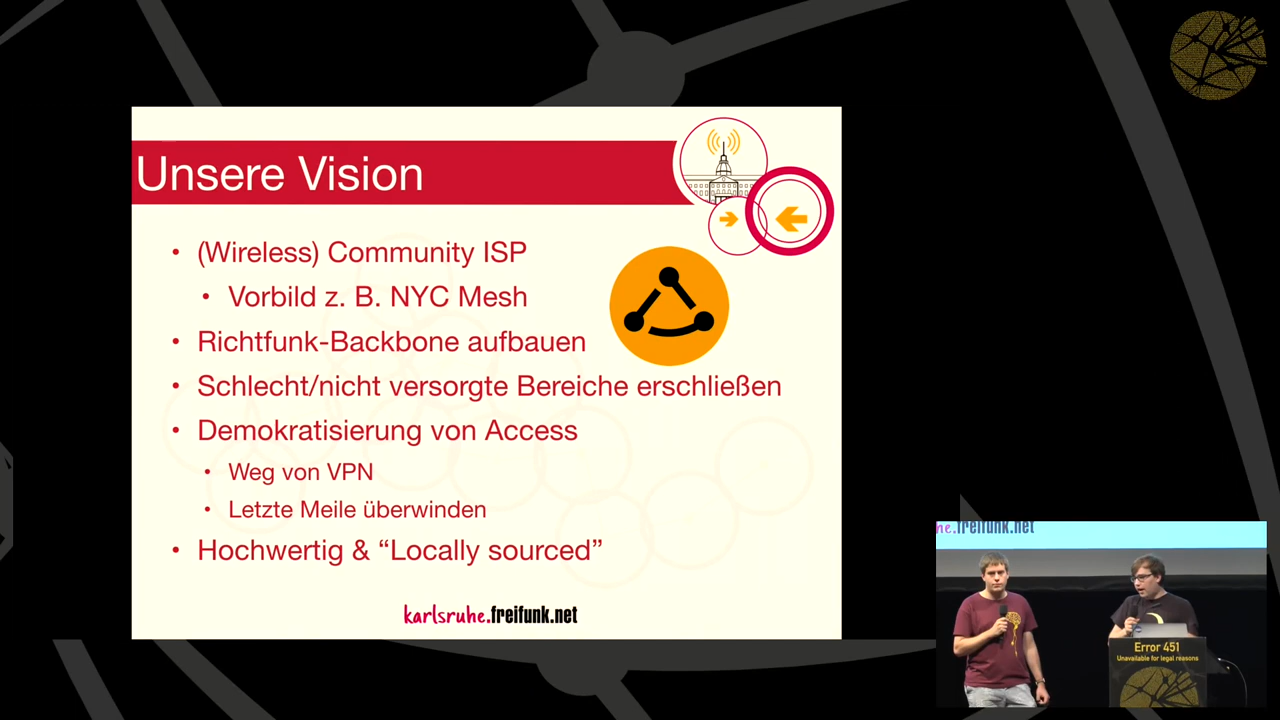 Unsere Vision
(Wireless) Community ISP
Vorbild z. B. NYC Mesh
Richtfunk-Backbone aufbauen
Schlecht/nicht versorgte Bereiche erschließen
Demokratisierung von Access
Weg von VPN
Letzte Meile überwinden
Hochwertig & “Locally sourced”
karlsruhe.freifunk.net
he.freifunk.net
Error 451
Unavailable for legal reasons